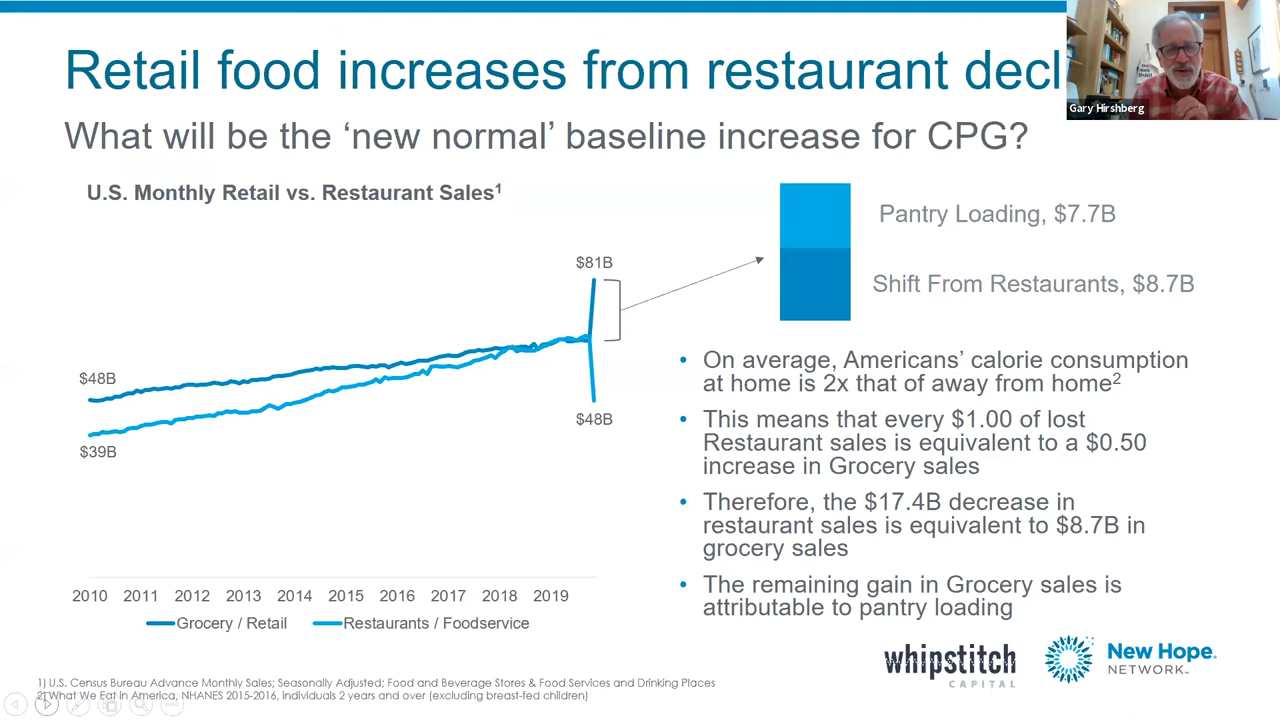 Retail food increases from restaurant decl
Gary Hirshberg
What will be the ‘new normal’ baseline increase for CPG?
U.S. Monthly Retail vs. Restaurant Sales1
Pantry Loading, $7.7B
Shift From Restaurants, $8.7B
$81B
$48B
$39B
$48B
2010 2011 2012 2013 2014 2015 2016 2017 2018 2019
Grocery / Retail Restaurants / Foodservice
• On average, Americans’ calorie consumption
at home is 2x that of away from home2
• This means that every $1.00 of lost
Restaurant sales is equivalent to a $0.50
increase in Grocery sales
• Therefore, the $17.4B decrease in
restaurant sales is equivalent to $8.7B in
grocery sales
• The remaining gain in Grocery sales is
attributable to pantry loading
whipstitch
CAPITAL
New Hope
NETWORK
1) U.S. Census Bureau Advance Monthly Sales; Seasonally Adjusted; Food and Beverage Stores & Food Services and Drinking Places
2) What We Eat in America, NHANES 2015-2016, individuals 2 years and over (excluding breast-fed children)